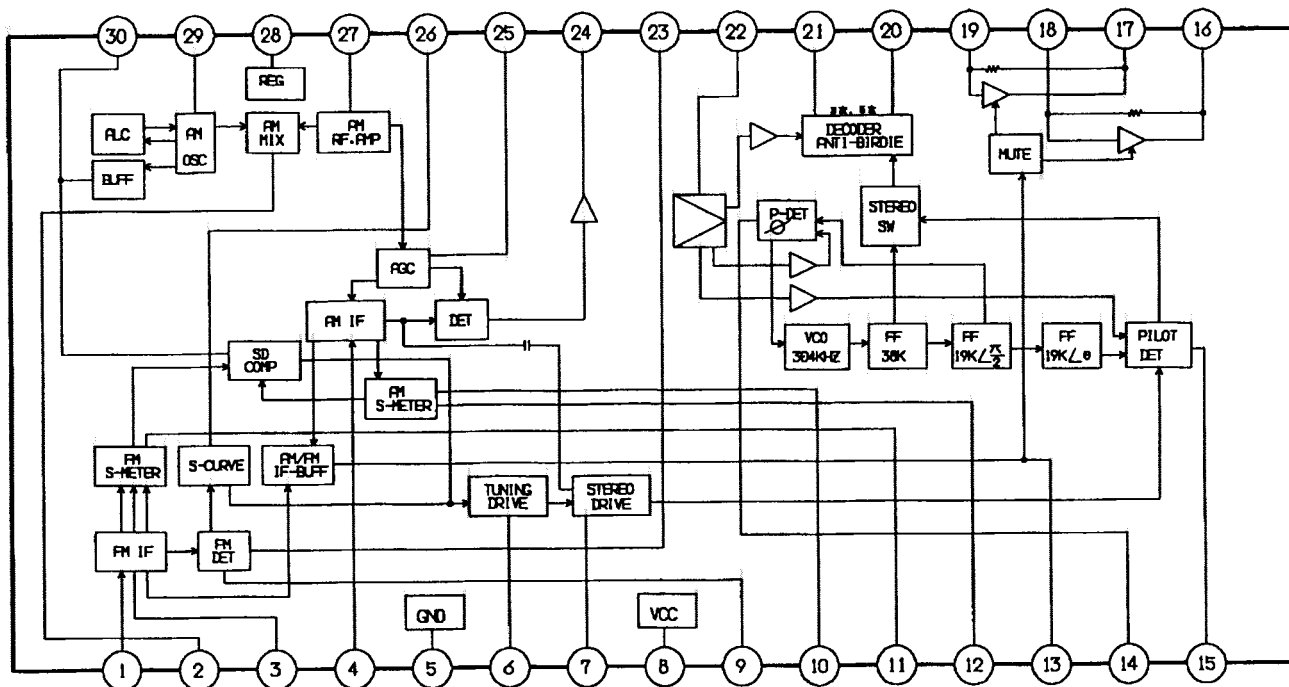 30 29 28 27 26 25 24 23 22 21 20 19 18 17 16
REG
ALC
AM
OSC
AM
MIX
AM
RF.AMP
BUFF
DECODER
ANTI-BIRDIE
MUTE
P-DET
STEREO
SW
AGC
AM IF
DET
SD
COMP
AM
S-METER
VCO
304KHZ
FF
38K
FF
19K∠π/2
FF
19K∠θ
PILOT
DET
FM
S-METER
S-CURVE
AM/FM
IF-BUFF
TUNING
DRIVE
STEREO
DRIVE
FM IF
FM
DET
GND
VCC
1 2 3 4 5 6 7 8 9 10 11 12 13 14 15